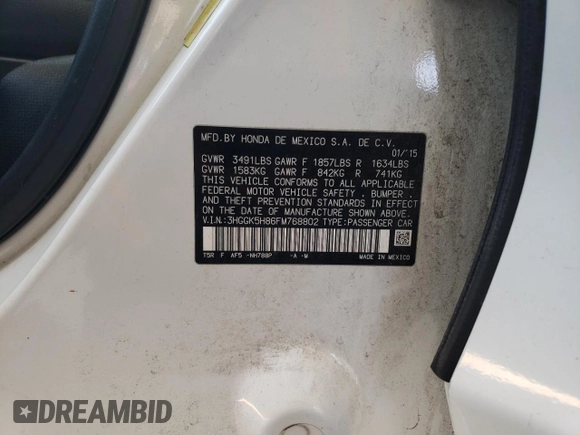 MFD.BY HONDA DE MEXICO S.A. DE C.V.
01/'15
GVWR 3491LBS GAWR F 1857LBS R 1634LBS
GVWR 1583KG GAWR F 842KG R 741KG
THIS VEHICLE CONFORMS TO ALL APPLICABLE
FEDERAL MOTOR VEHICLE SAFETY , BUMPER ,
AND THEFT PREVENTION STANDARDS IN EFFECT
ON THE DATE OF MANUFACTURE SHOWN ABOVE.
V.I.N.:3HGGK5H86FM768802 TYPE:PASSENGER CAR
T5R F AF5 -NH788P -A -W MADE IN MEXICO
DREAMBID